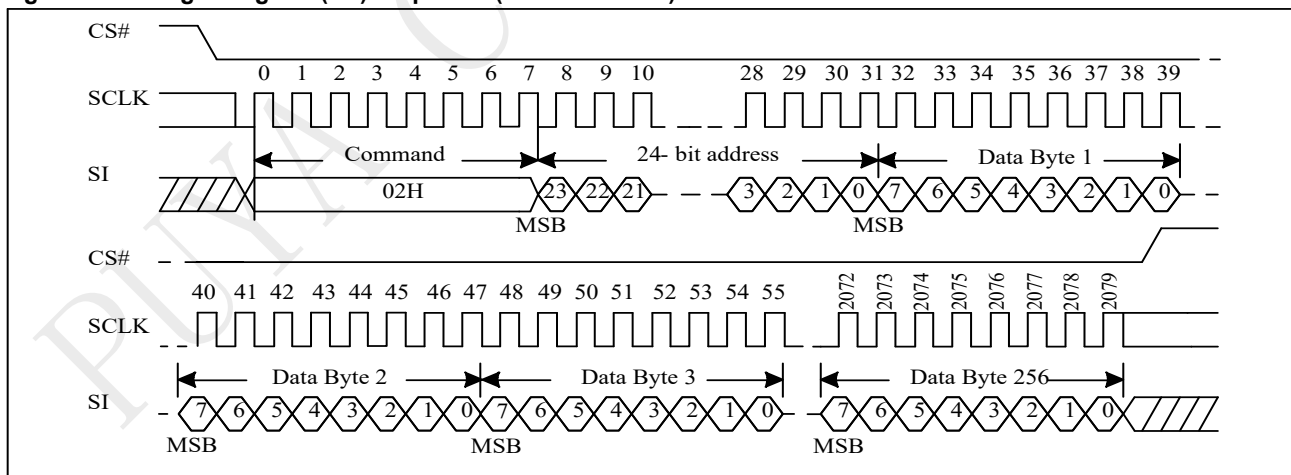 CS#
0 1 2 3 4 5 6 7 8 9 10 28 29 30 31 32 33 34 35 36 37 38 39
SCLK
Command 24- bit address Data Byte 1
SI
02H 23 22 21 3 2 1 0 7 6 5 4 3 2 1 0
MSB MSB
CS#
40 41 42 43 44 45 46 47 48 49 50 51 52 53 54 55 2072 2073 2074 2075 2076 2077 2078 2079
SCLK
Data Byte 2 Data Byte 3 Data Byte 256
SI
7 6 5 4 3 2 1 0 7 6 5 4 3 2 1 0 7 6 5 4 3 2 1 0
MSB MSB MSB
PUYA